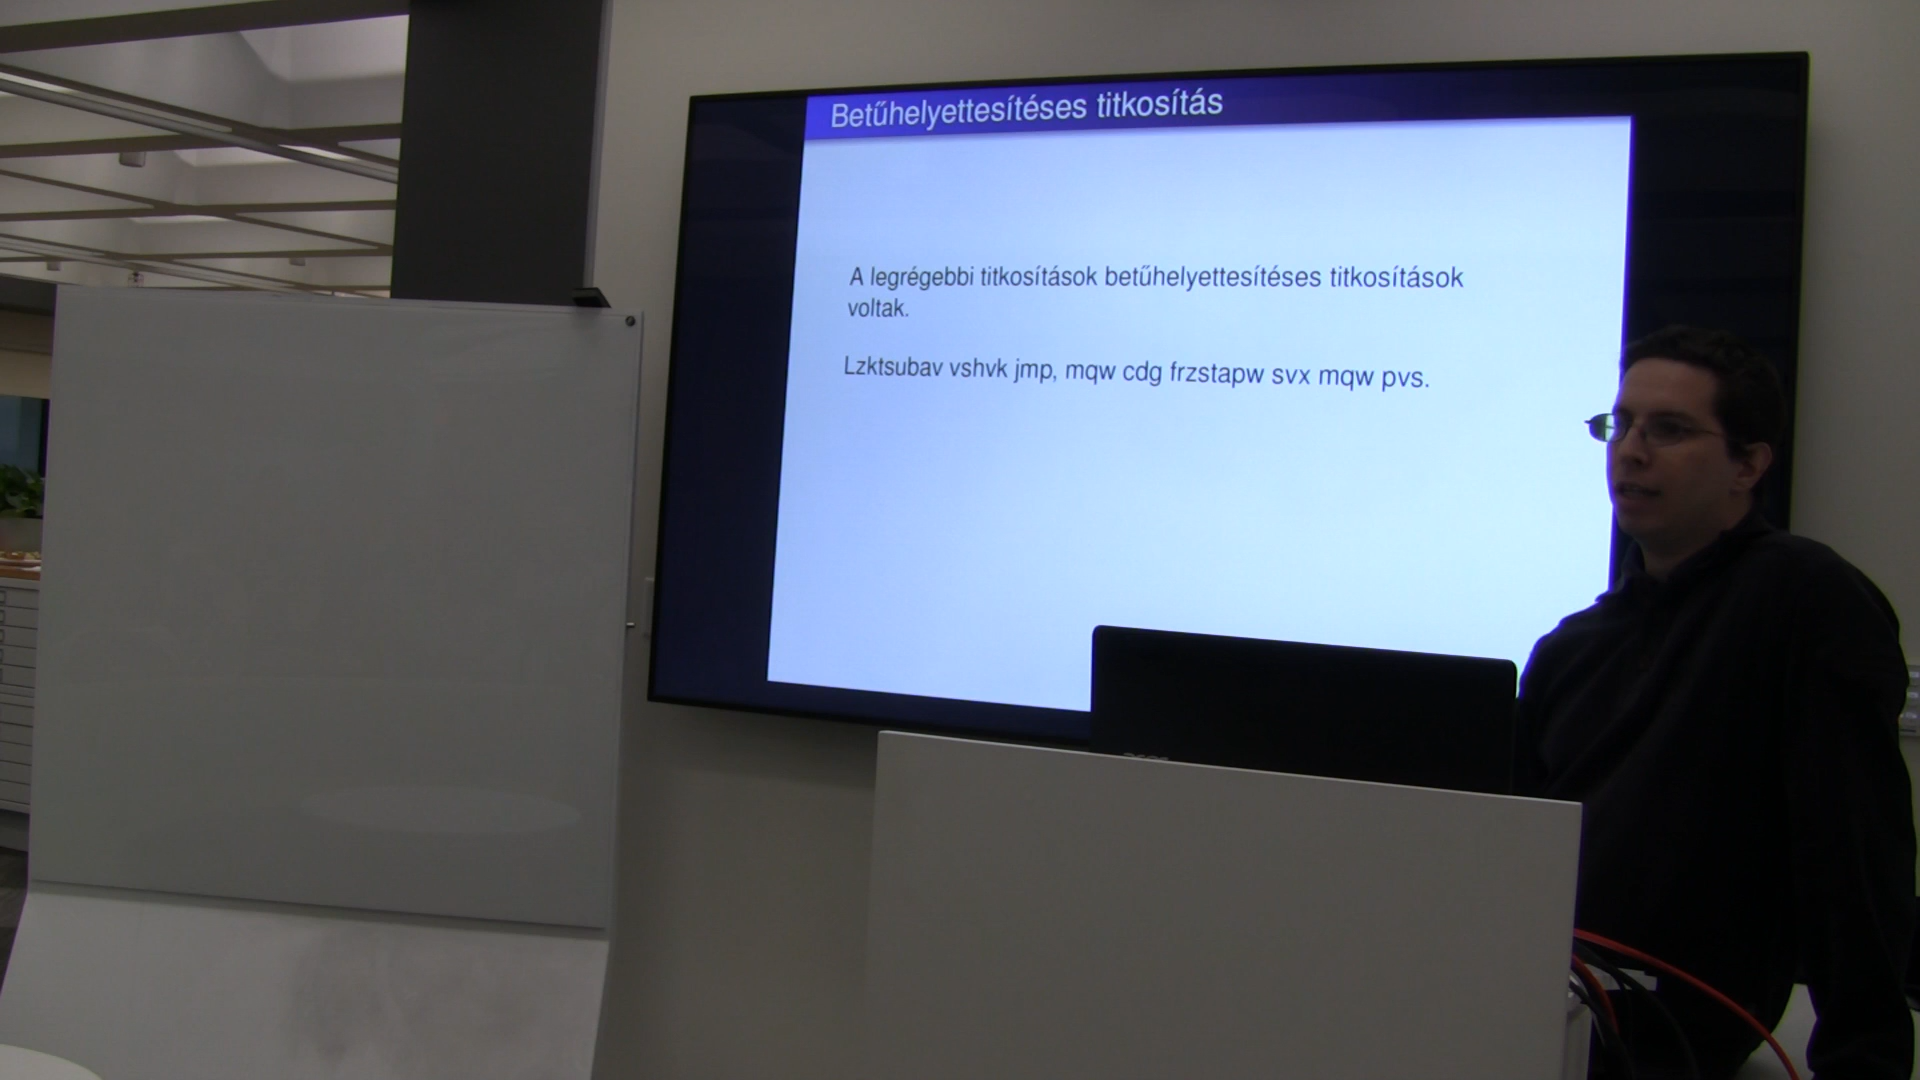 Betűhelyettesítéses titkosítás
A legrégebbi titkosítások betűhelyettesítéses titkosítások
voltak.
Lzktsubav vshvk jmp, mqw cdg frzstapw svx mqw pvs.